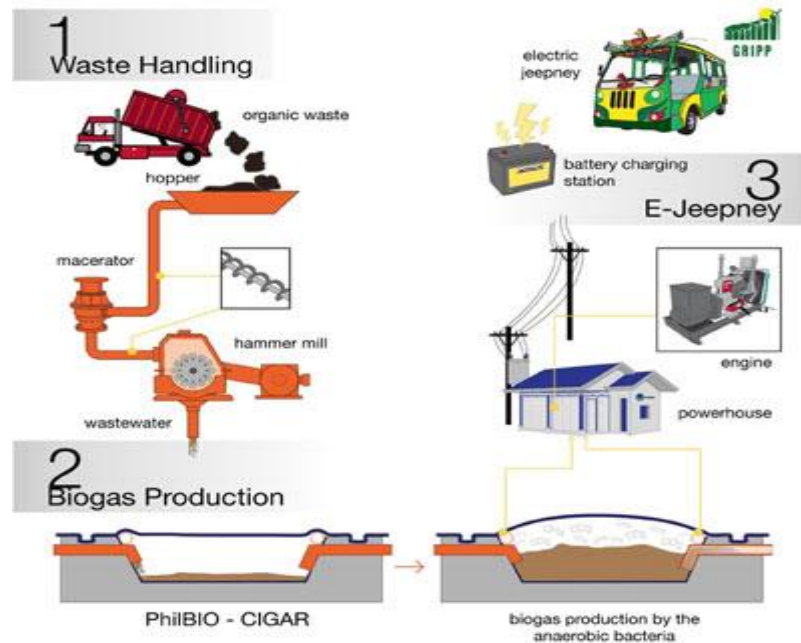 1
Waste Handling
organic waste
hopper
macerator
hammer mill
wastewater
2
Biogas Production
PhilBIO - CIGAR
biogas production by the
anaerobic bacteria
GRIPP
electric
jeepney
battery charging
station
3
E-Jeepney
engine
powerhouse